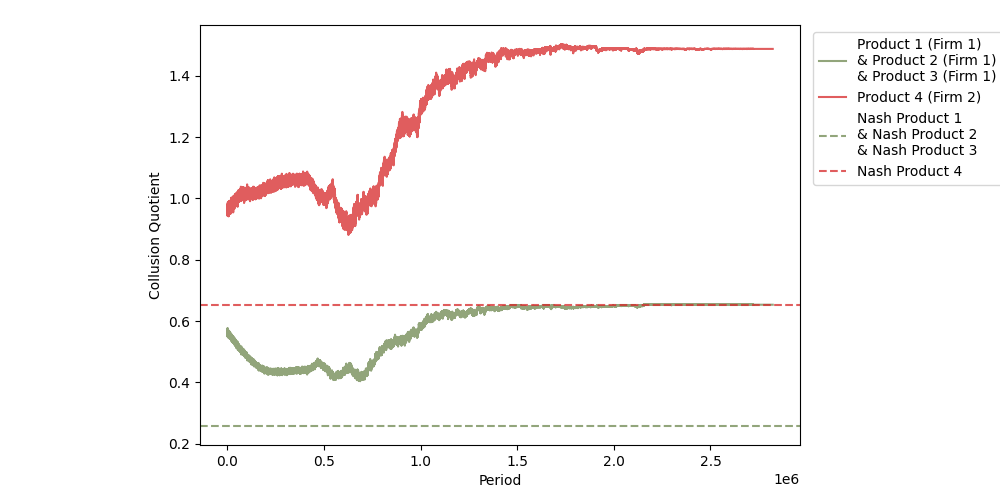 1.4
1.2
1.0
0.8
0.6
0.4
0.2
Collusion Quotient
0.0 0.5 1.0 1.5 2.0 2.5
1e6
Period
Product 1 (Firm 1)
& Product 2 (Firm 1)
& Product 3 (Firm 1)
Product 4 (Firm 2)
Nash Product 1
& Nash Product 2
& Nash Product 3
Nash Product 4